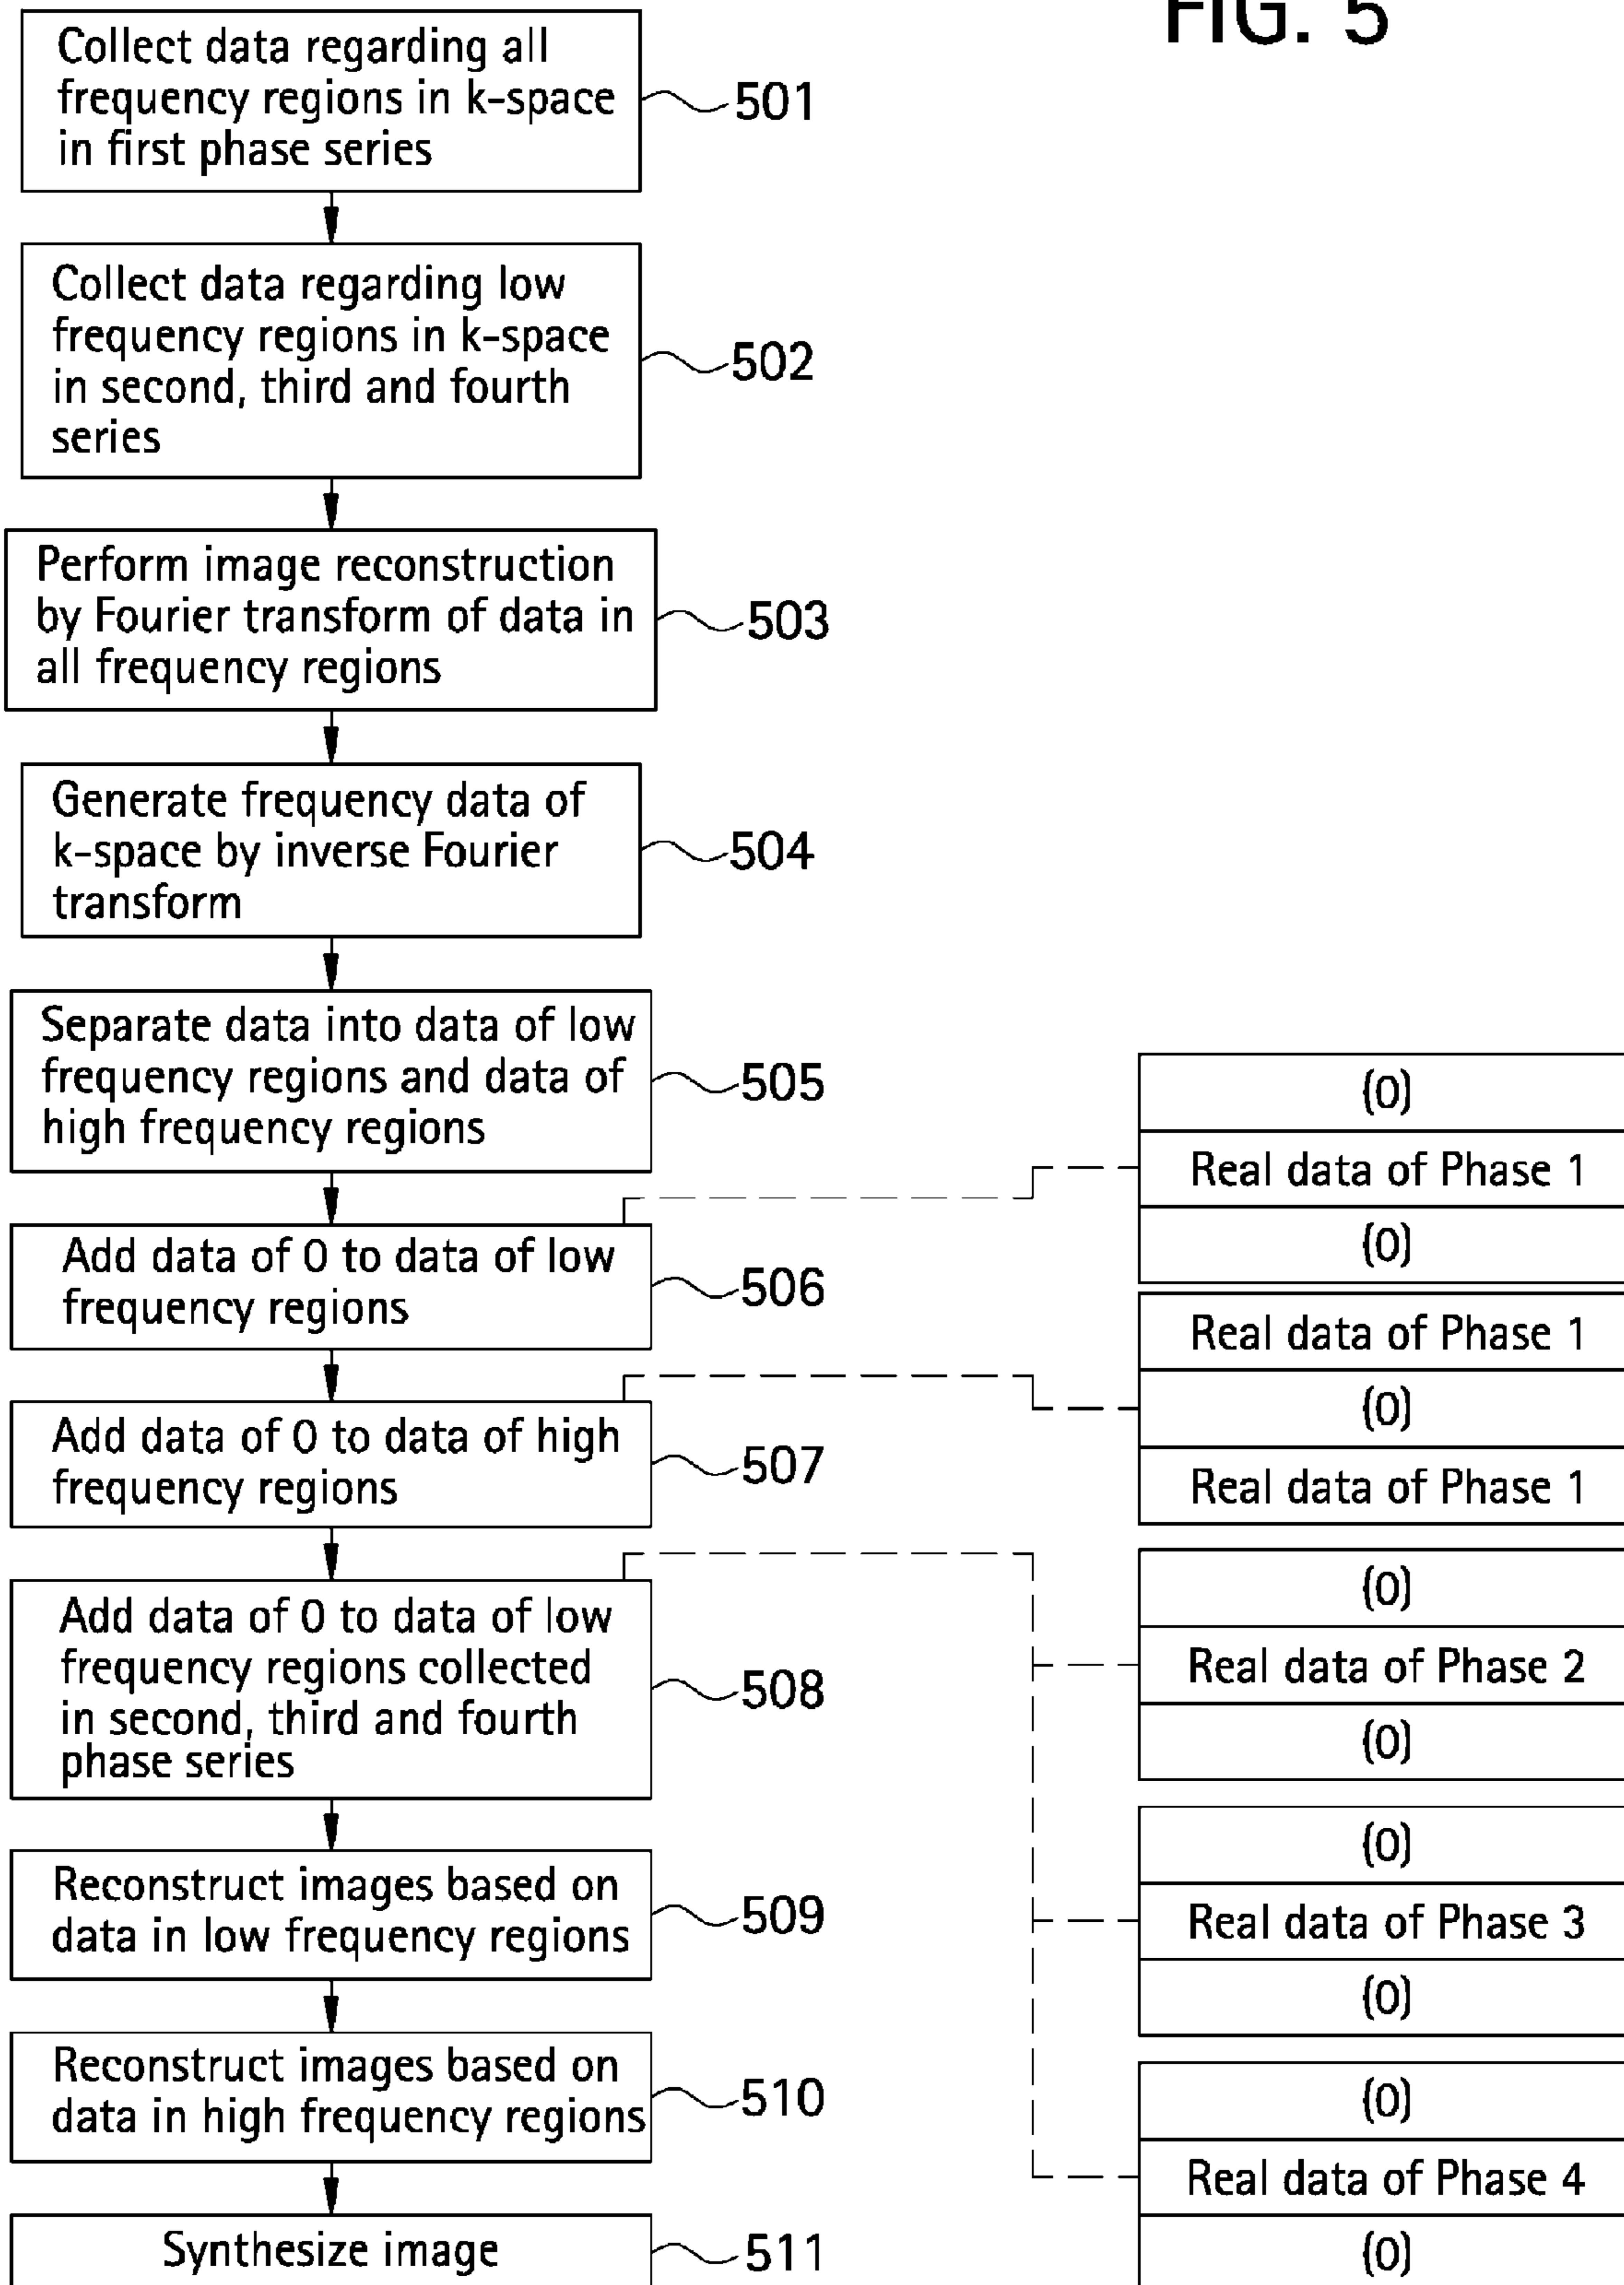 FIG. 5
Collect data regarding all
frequency regions in k-space
in first phase series
501
Collect data regarding low
frequency regions in k-space
in second, third and fourth
series
502
Perform image reconstruction
by Fourier transform of data in
all frequency regions
503
Generate frequency data of
k-space by inverse Fourier
transform
504
Separate data into data of low
frequency regions and data of
high frequency regions
505
Add data of 0 to data of low
frequency regions
506
Add data of 0 to data of high
frequency regions
507
Add data of 0 to data of low
frequency regions collected
in second, third and fourth
phase series
508
Reconstruct images based on
data in low frequency regions
509
Reconstruct images based on
data in high frequency regions
510
Synthesize image
511
(0)
Real data of Phase 1
(0)
Real data of Phase 1
(0)
Real data of Phase 1
(0)
Real data of Phase 2
(0)
(0)
Real data of Phase 3
(0)
(0)
Real data of Phase 4
(0)